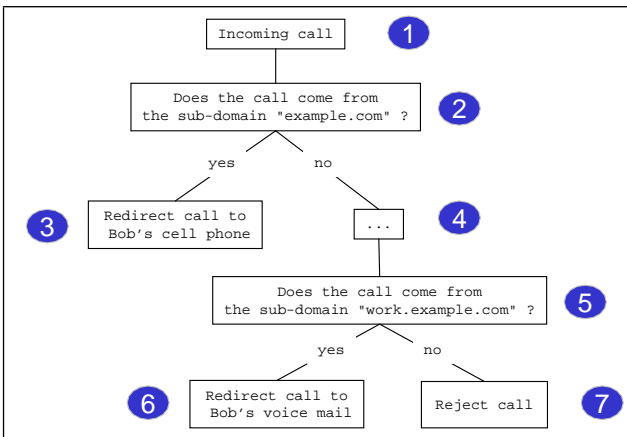 Incoming call
1
Does the call come from
the sub-domain "example.com" ?
2
yes
no
3
Redirect call to
Bob's cell phone
...
4
Does the call come from
the sub-domain "work.example.com" ?
5
yes
no
6
Redirect call to
Bob's voice mail
Reject call
7